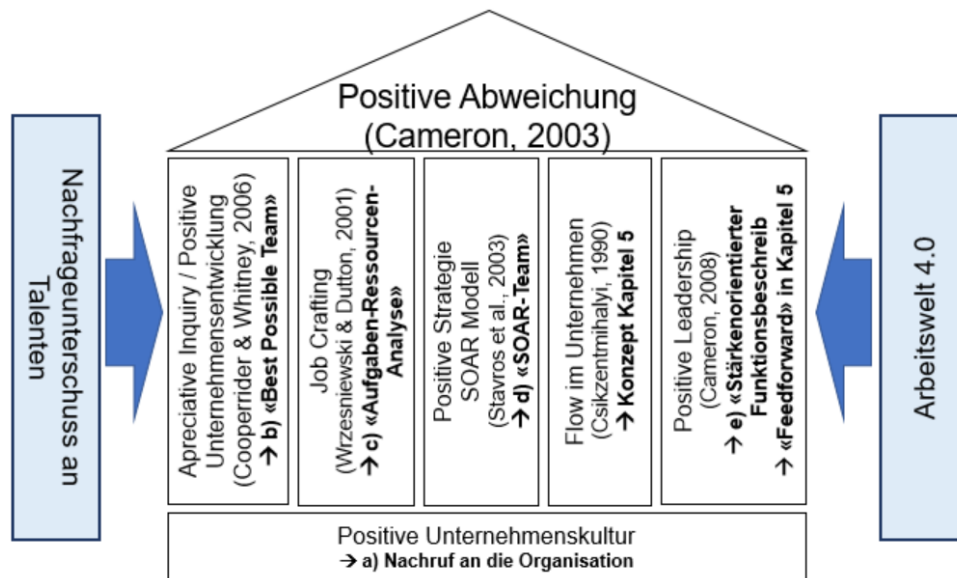 Positive Abweichung
(Cameron, 2003)
Nachfrageunterschuss an
Talenten
Apreciative Inquiry / Positive
Unternehmensentwicklung
(Cooperrider & Whitney, 2006)
→ b) «Best Possible Team»
Job Crafting
(Wrzesniewski & Dutton, 2001)
→ c) «Aufgaben-Ressourcen-
Analyse»
Positive Strategie
SOAR Modell
(Stavros et al., 2003)
→ d) «SOAR-Team»
Flow im Unternehmen
(Csikzentmihalyi, 1990)
→ Konzept Kapitel 5
Positive Leadership
(Cameron, 2008)
→ e) «Stärkenorientierter
Funktionsbeschreib
→ «Feedforward» in Kapitel 5
Arbeitswelt 4.0
Positive Unternehmenskultur
→ a) Nachruf an die Organisation